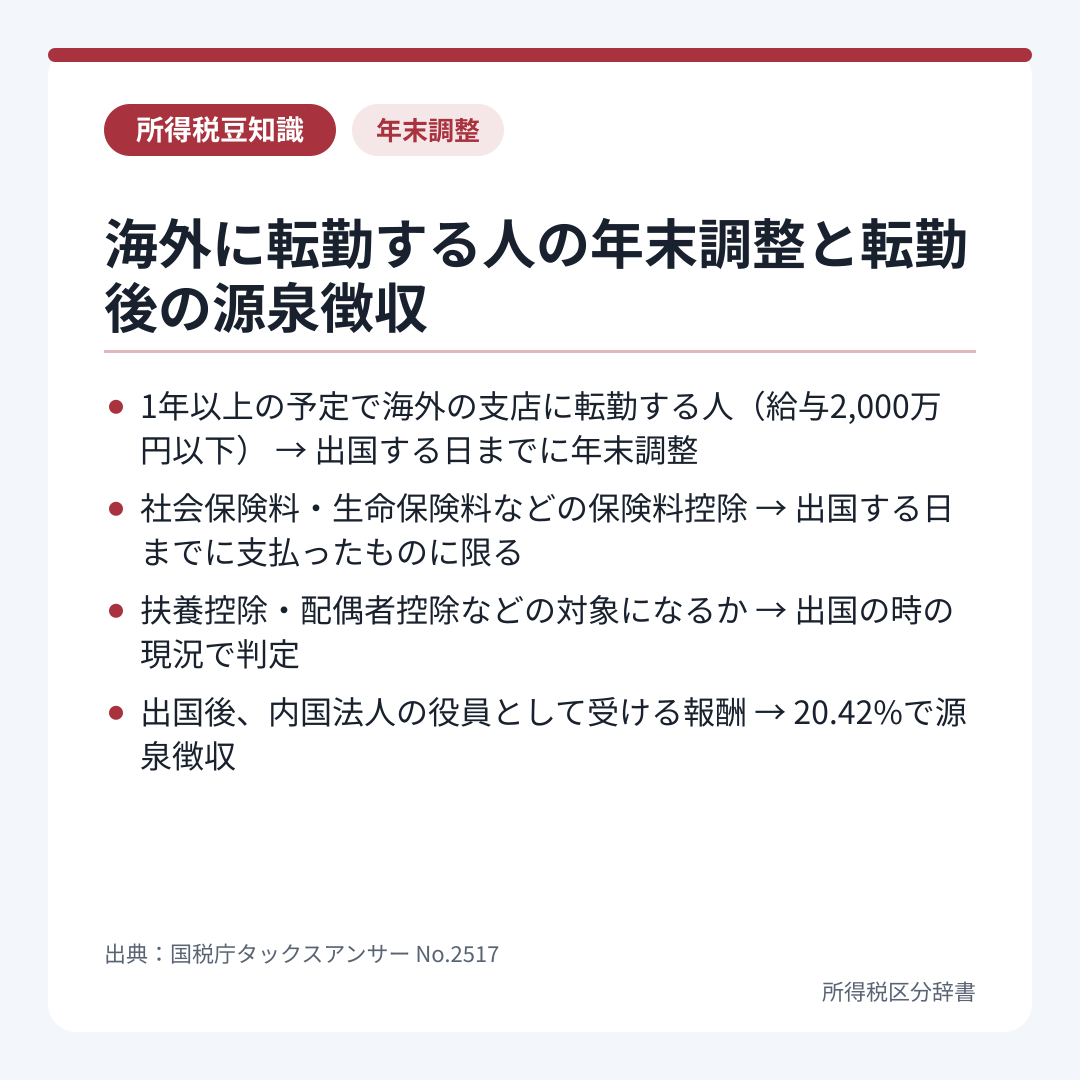 所得税豆知識
年末調整
海外に転勤する人の年末調整と転勤
後の源泉徴収
1年以上の予定で海外の支店に転勤する人（給与2,000万
円以下） → 出国する日までに年末調整
社会保険料・生命保険料などの保険料控除 → 出国する日
までに支払ったものに限る
扶養控除・配偶者控除などの対象になるか → 出国の時の
現況で判定
出国後、内国法人の役員として受ける報酬 → 20.42%で源
泉徴収
出典：国税庁タックスアンサー No.2517
所得税区分辞書